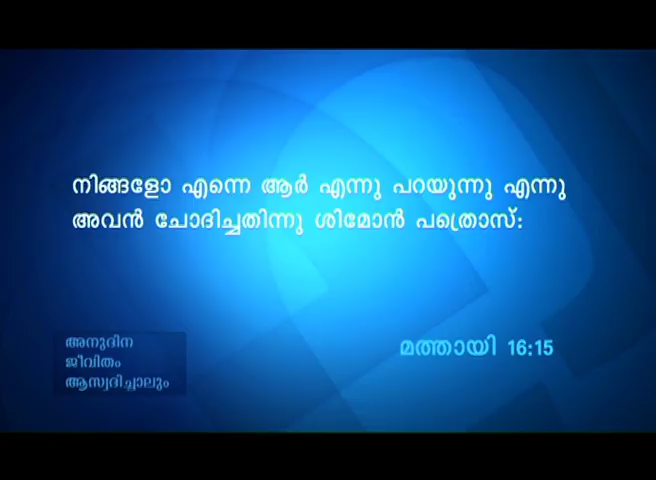 നിങ്ങളോ എന്നെ ആർ എന്നു പറയുന്നു എന്നു
അവൻ ചോദിച്ചതിന്നു ശിമോൻ പത്രൊസ്:
മത്തായി 16:15
അനുദിന
ജീവിതം
ആസ്വദിച്ചാലും